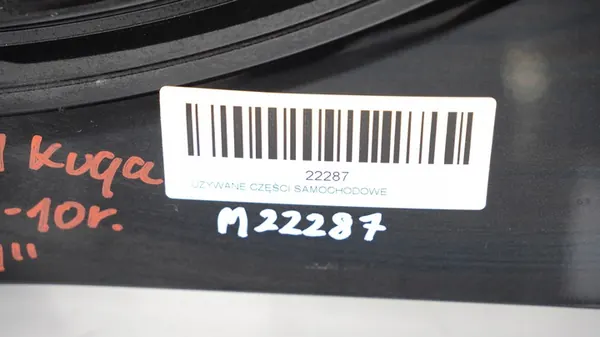 Kuga
22287
UŻYWANE CZĘŚCI SAMOCHODOWE
-10r.
M22287
"